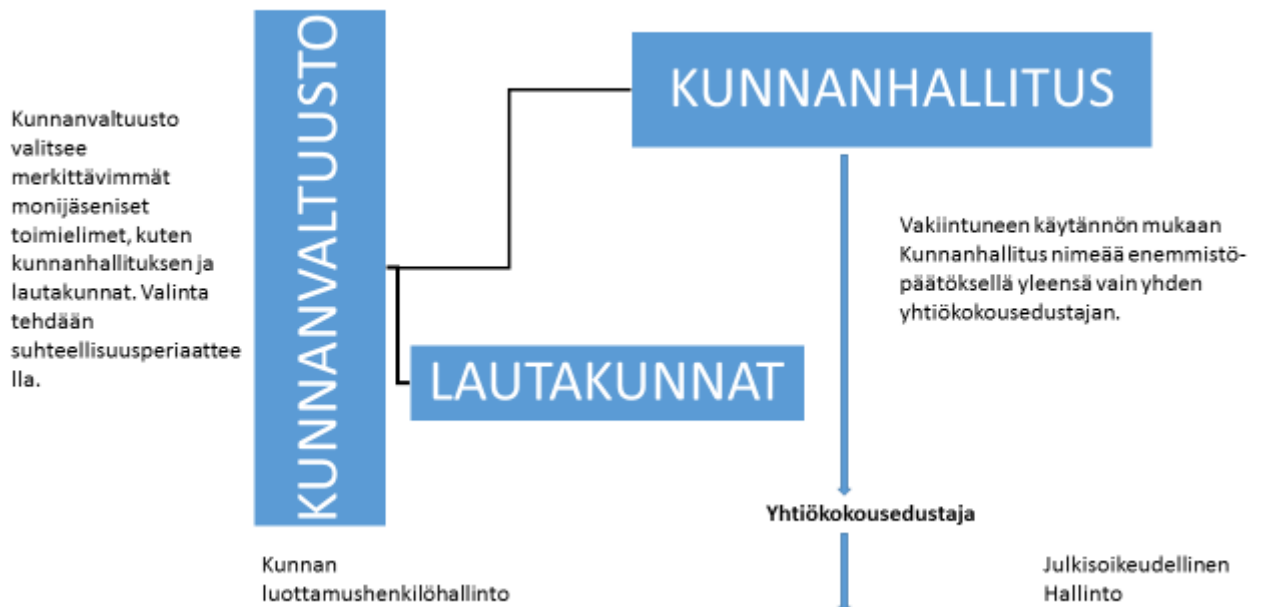 Kunnanvaltuusto
valitsee
merkittävimmät
monijäseniset
toimielimet, kuten
kunnanhallituksen ja
lautakunnat. Valinta
tehdään
suhteellisuusperiaattee
lla.
KUNNANVALTUUSTO
KUNNANHALLITUS
Vakiintuneen käytännön mukaan
Kunnanhallitus nimeää enemmistö-
päätöksellä yleensä vain yhden
yhtiökokousedustajan.
LAUTAKUNNAT
Yhtiökokousedustaja
Kunnan
luottamushenkilöhallinto
Julkisoikeudellinen
Hallinto